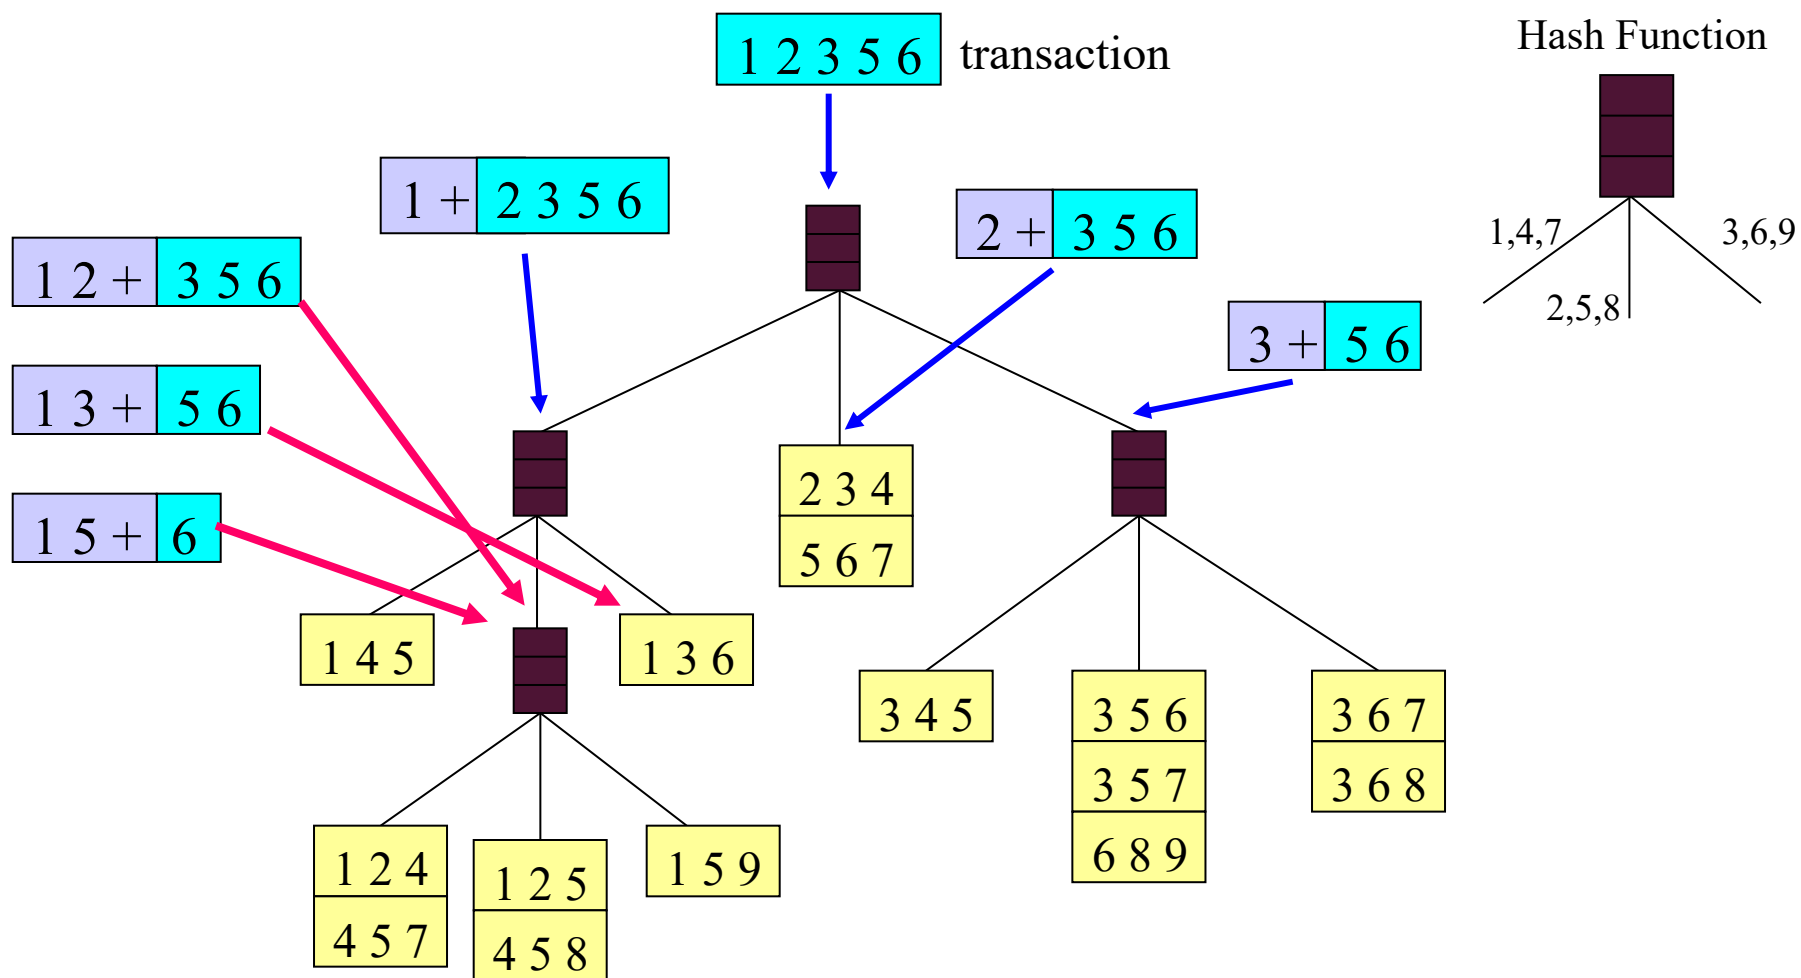 1 2 3 5 6 transaction
Hash Function
1 + 2 3 5 6
2 + 3 5 6
1,4,7
3,6,9
2,5,8
1 2 + 3 5 6
3 + 5 6
1 3 + 5 6
1 5 + 6
2 3 4
5 6 7
1 4 5
1 3 6
3 4 5
3 5 6
3 5 7
6 8 9
3 6 7
3 6 8
1 2 4
4 5 7
1 2 5
4 5 8
1 5 9